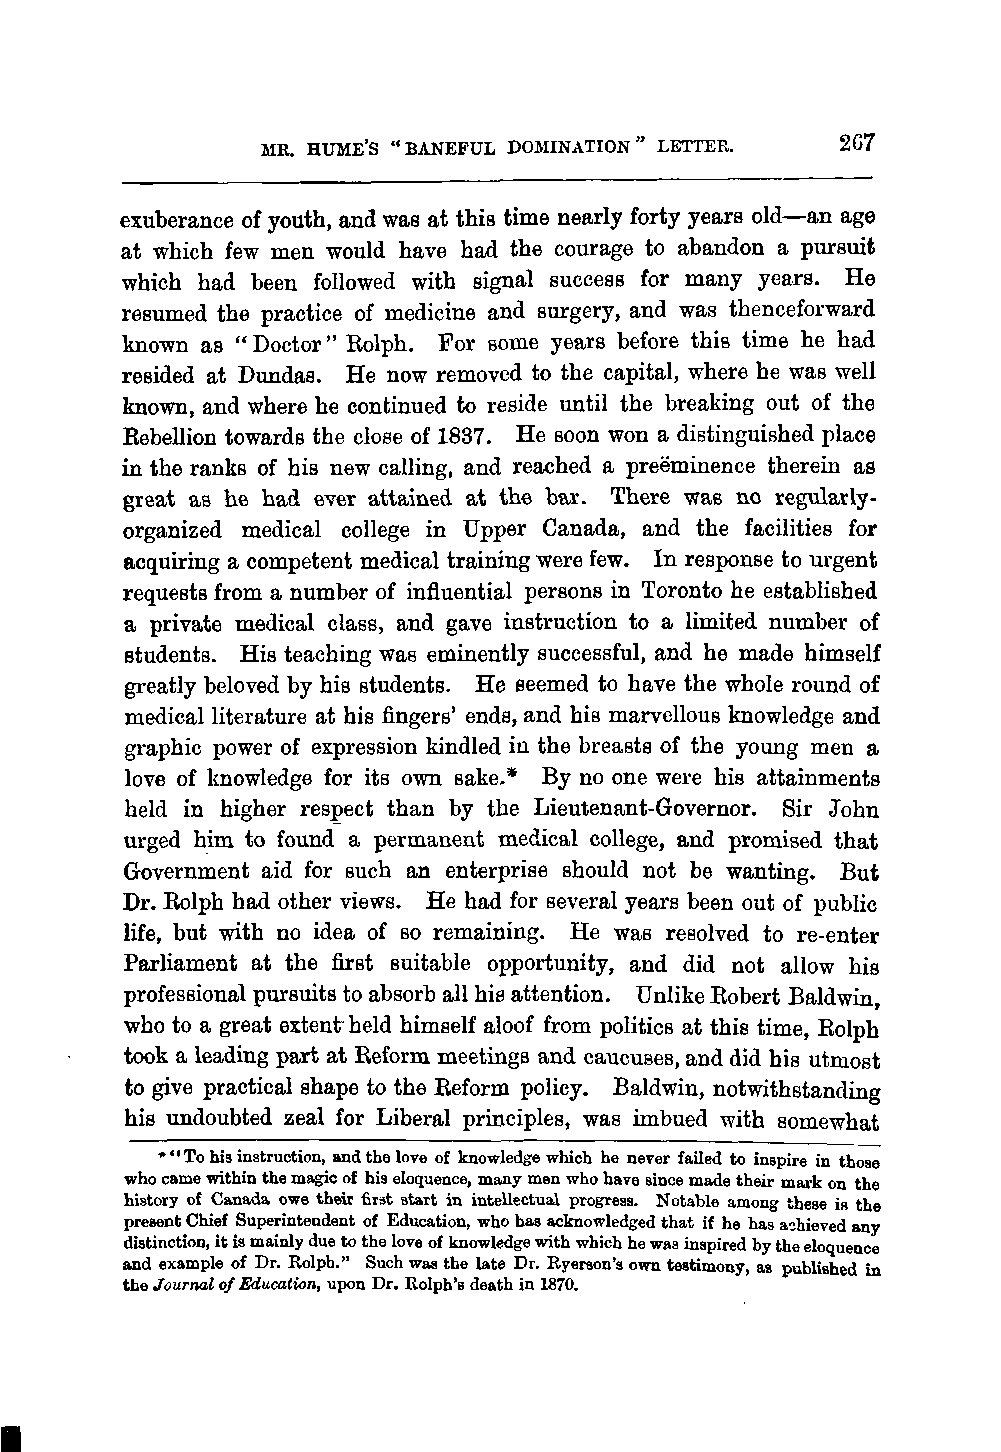 MR. HUME'S "BANEFUL DOMINATION" LETTER. 267
exuberance of youth, and was at this time nearly forty years old—an age
at which few men would have had the courage to abandon a pursuit
which had been followed with signal success for many years. He
resumed the practice of medicine and surgery, and was thenceforward
known as "Doctor" Rolph. For some years before this time he had
resided at Dundas. He now removed to the capital, where he was well
known, and where he continued to reside until the breaking out of the
Rebellion towards the close of 1837. He soon won a distinguished place
in the ranks of his new calling, and reached a preëminence therein as
great as he had ever attained at the bar. There was no regularly-
organized medical college in Upper Canada, and the facilities for
acquiring a competent medical training were few. In response to urgent
requests from a number of influential persons in Toronto he established
a private medical class, and gave instruction to a limited number of
students. His teaching was eminently successful, and he made himself
greatly beloved by his students. He seemed to have the whole round of
medical literature at his fingers' ends, and his marvellous knowledge and
graphic power of expression kindled in the breasts of the young men a
love of knowledge for its own sake.* By no one were his attainments
held in higher respect than by the Lieutenant-Governor. Sir John
urged him to found a permanent medical college, and promised that
Government aid for such an enterprise should not be wanting. But
Dr. Rolph had other views. He had for several years been out of public
life, but with no idea of so remaining. He was resolved to re-enter
Parliament at the first suitable opportunity, and did not allow his
professional pursuits to absorb all his attention. Unlike Robert Baldwin,
who to a great extent held himself aloof from politics at this time, Rolph
took a leading part at Reform meetings and caucuses, and did his utmost
to give practical shape to the Reform policy. Baldwin, notwithstanding
his undoubted zeal for Liberal principles, was imbued with somewhat
*"To his instruction, and the love of knowledge which he never failed to inspire in those
who came within the magic of his eloquence, many men who have since made their mark on the
history of Canada owe their first start in intellectual progress. Notable among these is the
present Chief Superintendent of Education, who has acknowledged that if he has achieved any
distinction, it is mainly due to the love of knowledge with which he was inspired by the eloquence
and example of Dr. Rolph." Such was the late Dr. Ryerson's own testimony, as published in
the Journal of Education, upon Dr. Rolph's death in 1870.